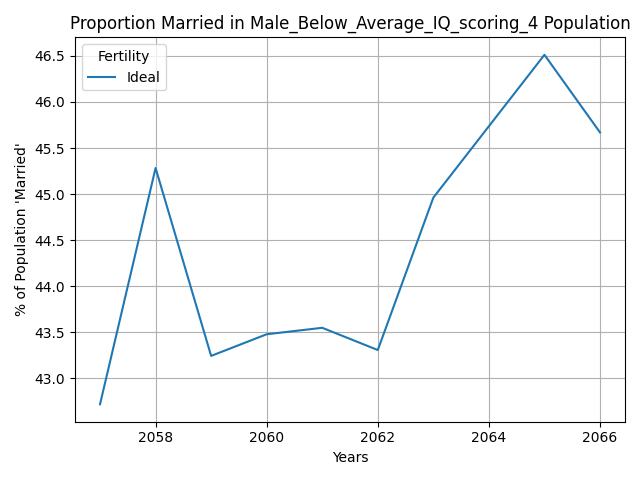 Proportion Married in Male_Below_Average_IQ_scoring_4 Population
Fertility
Ideal
% of Population 'Married'
46.5
46.0
45.5
45.0
44.5
44.0
43.5
43.0
2058 2060 2062 2064 2066
Years